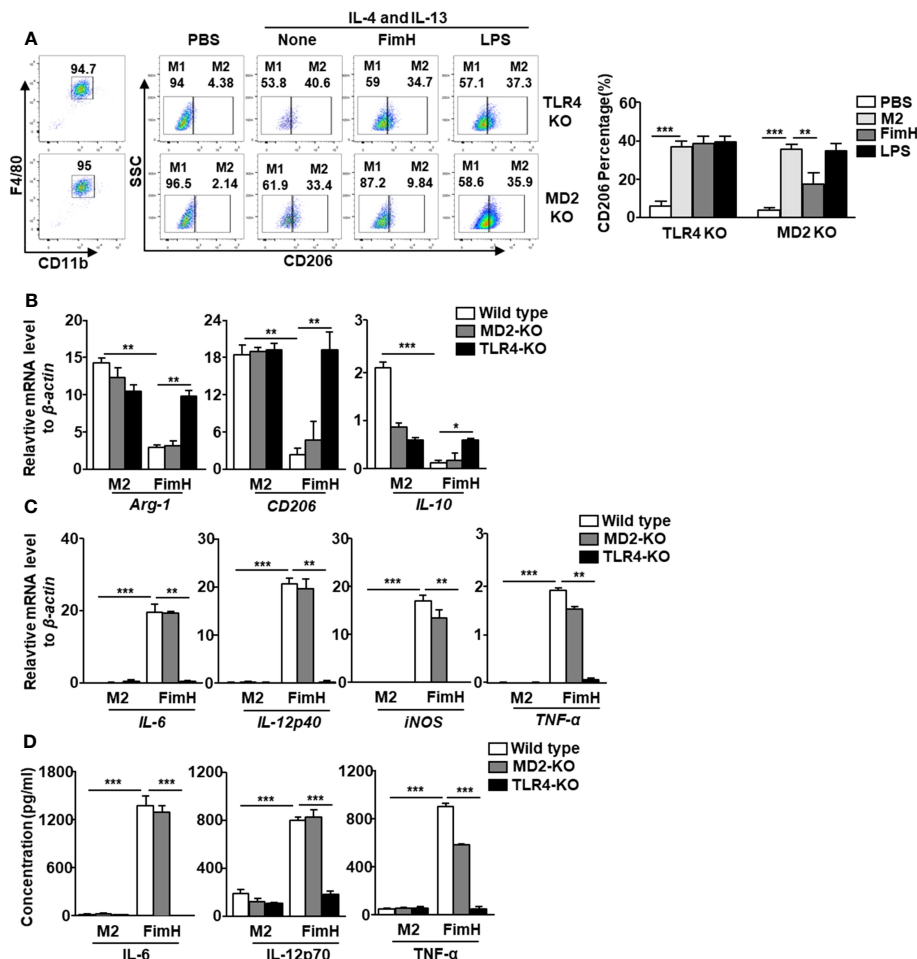 A
IL-4 and IL-13
PBS None FimH LPS
94.7
M1 M2 M1 M2 M1 M2 M1 M2
94 4.38 53.8 40.6 59 34.7 57.1 37.3
TLR4
KO
95
M1 M2 M1 M2 M1 M2 M1 M2
96.5 2.14 61.9 33.4 87.2 9.84 58.6 35.9
MD2
KO
F4/80
CD11b
SSC
CD206
CD206 Percentage(%)
60
40
20
0
TLR4 KO MD2 KO
*** *** **
PBS
M2
FimH
LPS
B
Wild type
MD2-KO
TLR4-KO
Relavtive mRNA level
to β-actin
20
15
10
5
0
** **
M2 FimH
Arg-1
24
18
12
6
0
** **
M2 FimH
CD206
3
2
1
0
*** *
M2 FimH
IL-10
C
Wild type
MD2-KO
TLR4-KO
Relavtive mRNA level
to β-actin
60
40
20
0
*** **
M2 FimH
IL-6
30
20
10
0
*** **
M2 FimH
IL-12p40
30
20
10
0
*** **
M2 FimH
iNOS
3
2
1
0
*** **
M2 FimH
TNF-α
D
Wild type
MD2-KO
TLR4-KO
Concentration (pg/ml)
1800
1200
600
0
*** ***
M2 FimH
IL-6
1200
800
400
0
*** ***
M2 FimH
IL-12p70
1200
800
400
0
*** ***
M2 FimH
TNF-α